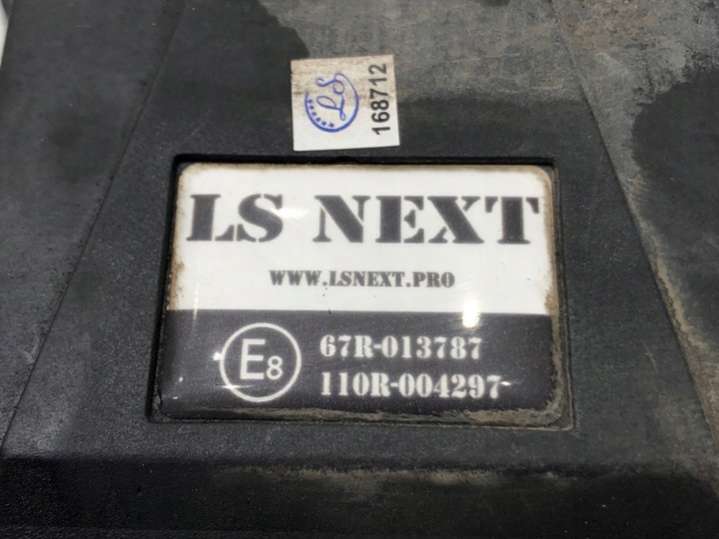 LS
168712
LS NEXT
WWW.LSNEXT.PRO
E8
67R-013787
110R-004297